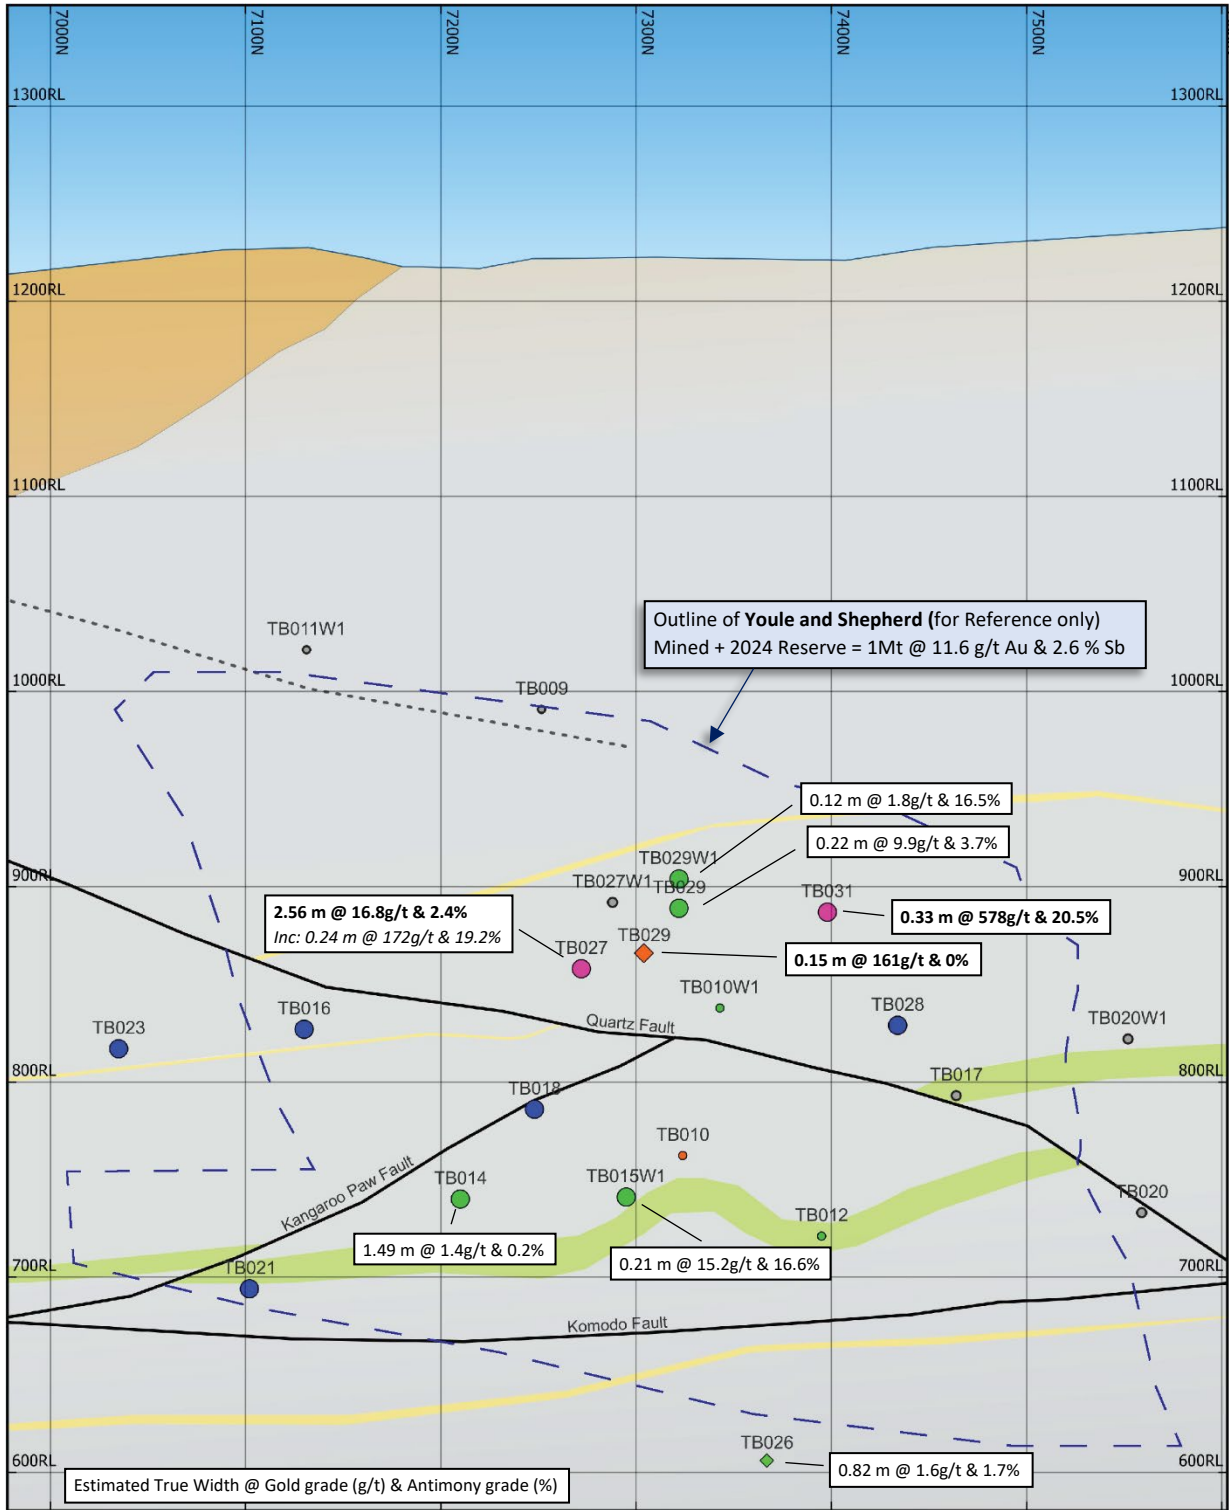 7000N
7100N
7200N
7300N
7400N
7500N
1300RL
1300RL
1200RL
1200RL
1100RL
1100RL
Outline of Youle and Shepherd (for Reference only)
Mined + 2024 Reserve = 1Mt @ 11.6 g/t Au & 2.6 % Sb
TB011W1
1000RL
1000RL
TB009
0.12 m @ 1.8g/t & 16.5%
0.22 m @ 9.9g/t & 3.7%
TB029W1
900RL
900RL
TB027W1
TB029
TB031
2.56 m @ 16.8g/t & 2.4%
Inc: 0.24 m @ 172g/t & 19.2%
0.33 m @ 578g/t & 20.5%
TB027
TB029
0.15 m @ 161g/t & 0%
TB010W1
TB016
TB028
TB023
Quartz Fault
TB020W1
800RL
800RL
TB018
TB017
TB010
Kangaroo Paw Fault
TB014
TB015W1
TB020
TB012
1.49 m @ 1.4g/t & 0.2%
0.21 m @ 15.2g/t & 16.6%
700RL
700RL
TB021
Komodo Fault
TB026
600RL
600RL
0.82 m @ 1.6g/t & 1.7%
Estimated True Width @ Gold grade (g/t) & Antimony grade (%)